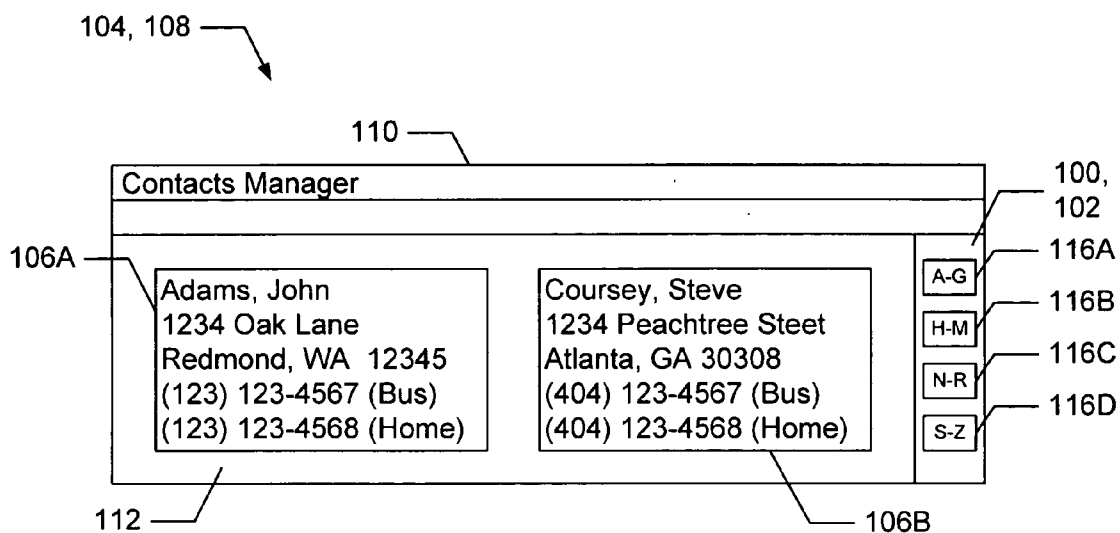 104, 108
110
Contacts Manager
100,
102
106A
116A
Adams, John
1234 Oak Lane
Redmond, WA 12345
(123) 123-4567 (Bus)
(123) 123-4568 (Home)
Coursey, Steve
1234 Peachtree Steet
Atlanta, GA 30308
(404) 123-4567 (Bus)
(404) 123-4568 (Home)
A-G
116B
H-M
116C
N-R
116D
S-Z
112
106B